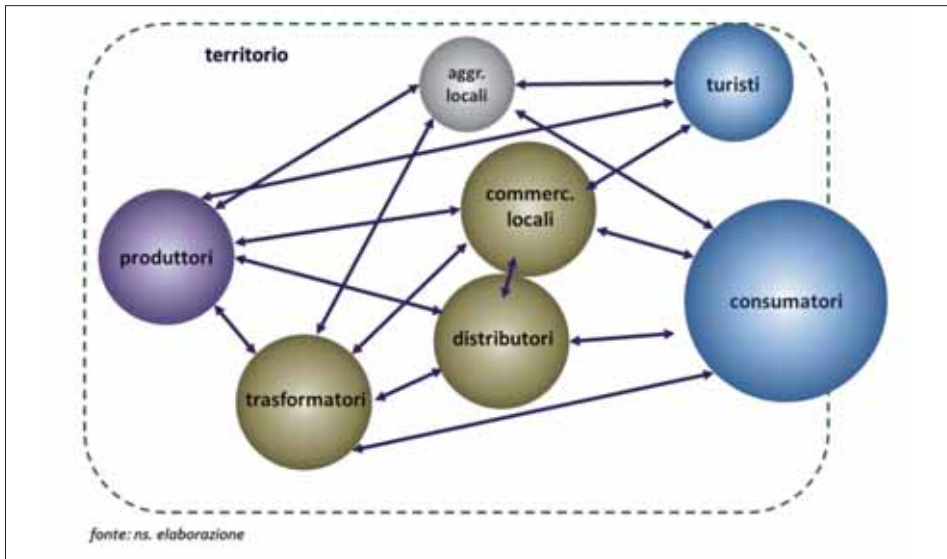 territorio
aggr.
locali
turisti
commerc.
locali
produttori
consumatori
distributori
trasformatori
fonte: ns. elaborazione